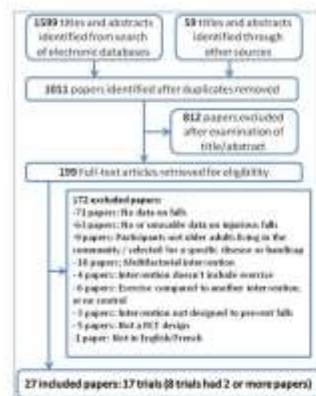 1599 titles and abstracts
identified from search
of electronic databases
59 titles and abstracts
identified through
other sources
1011 papers identified after duplicates removed
812 papers excluded
after examination of
title/abstract
199 Full-text articles retrieved for eligibility
172 excluded papers:
-71 papers: No data on falls
-63 papers: No or unusable data on injurious falls
-9 papers: Participants not older adults living in the
community / selected for a specific disease or handicap
-10 papers: Multifactorial intervention
-4 papers: Intervention doesn't include exercise
-6 papers: Exercise compared to another intervention,
or no control
-3 papers: Intervention not designed to prevent falls
-5 papers: Not a RCT design
-1 paper: Not in English/French
27 included papers: 17 trials (8 trials had 2 or more papers)